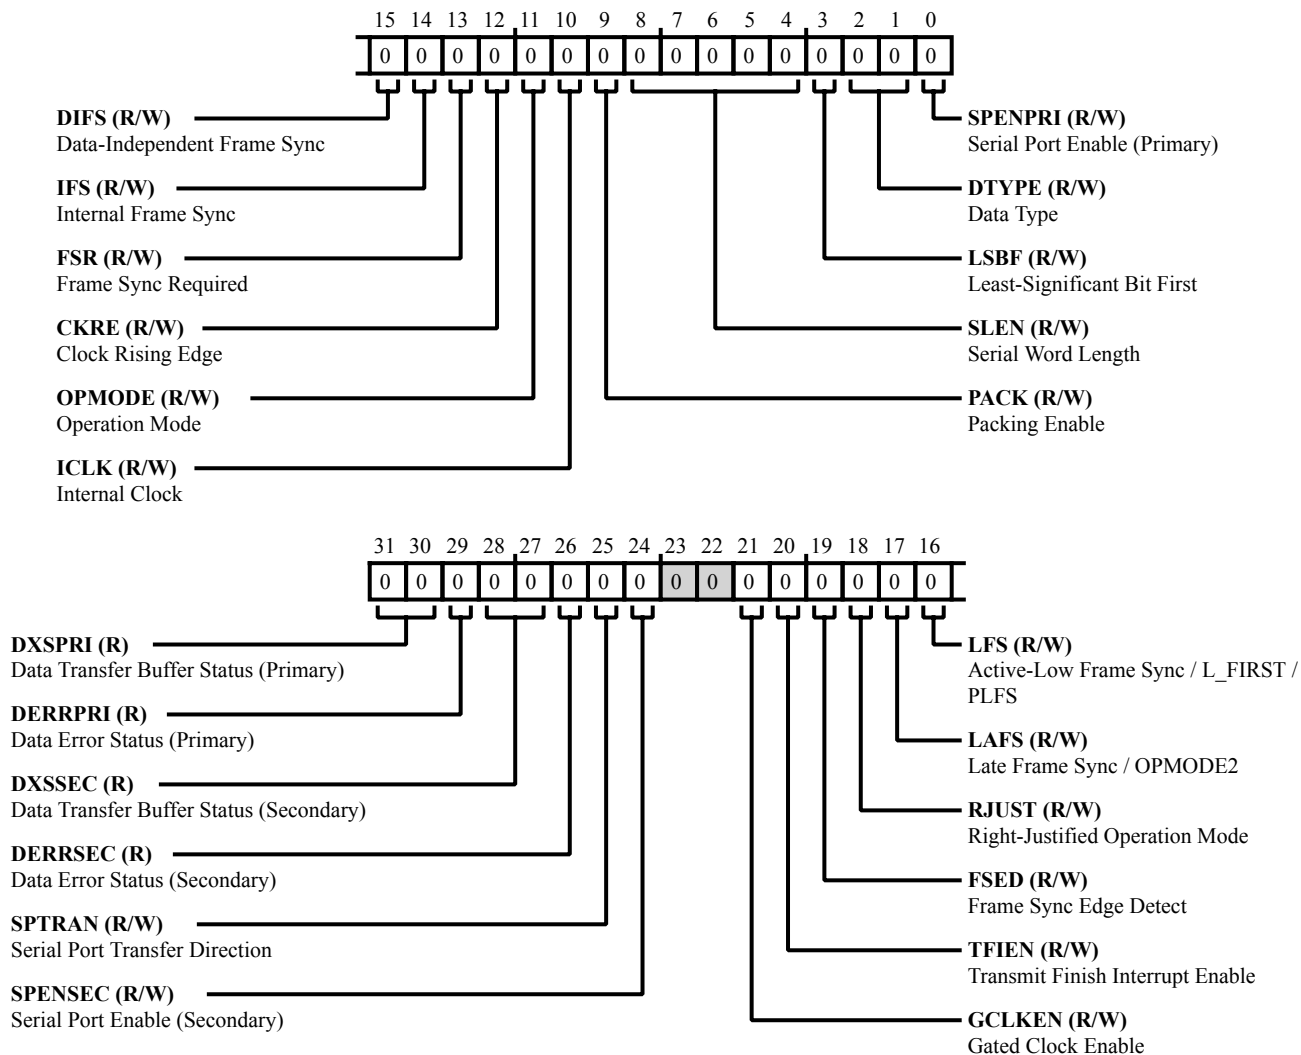 15 14 13 12 11 10 9 8 7 6 5 4 3 2 1 0
0 0 0 0 0 0 0 0 0 0 0 0 0 0 0 0
DIFS (R/W)
Data-Independent Frame Sync
IFS (R/W)
Internal Frame Sync
FSR (R/W)
Frame Sync Required
CKRE (R/W)
Clock Rising Edge
OPMODE (R/W)
Operation Mode
ICLK (R/W)
Internal Clock
SPENPRI (R/W)
Serial Port Enable (Primary)
DTYPE (R/W)
Data Type
LSBF (R/W)
Least-Significant Bit First
SLEN (R/W)
Serial Word Length
PACK (R/W)
Packing Enable
31 30 29 28 27 26 25 24 23 22 21 20 19 18 17 16
0 0 0 0 0 0 0 0 0 0 0 0 0 0 0 0
DXSPRI (R)
Data Transfer Buffer Status (Primary)
DERRPRI (R)
Data Error Status (Primary)
DXSSEC (R)
Data Transfer Buffer Status (Secondary)
DERRSEC (R)
Data Error Status (Secondary)
SPTRAN (R/W)
Serial Port Transfer Direction
SPENSEC (R/W)
Serial Port Enable (Secondary)
LFS (R/W)
Active-Low Frame Sync / L_FIRST /
PLFS
LAFS (R/W)
Late Frame Sync / OPMODE2
RJUST (R/W)
Right-Justified Operation Mode
FSED (R/W)
Frame Sync Edge Detect
TFIEN (R/W)
Transmit Finish Interrupt Enable
GCLKEN (R/W)
Gated Clock Enable